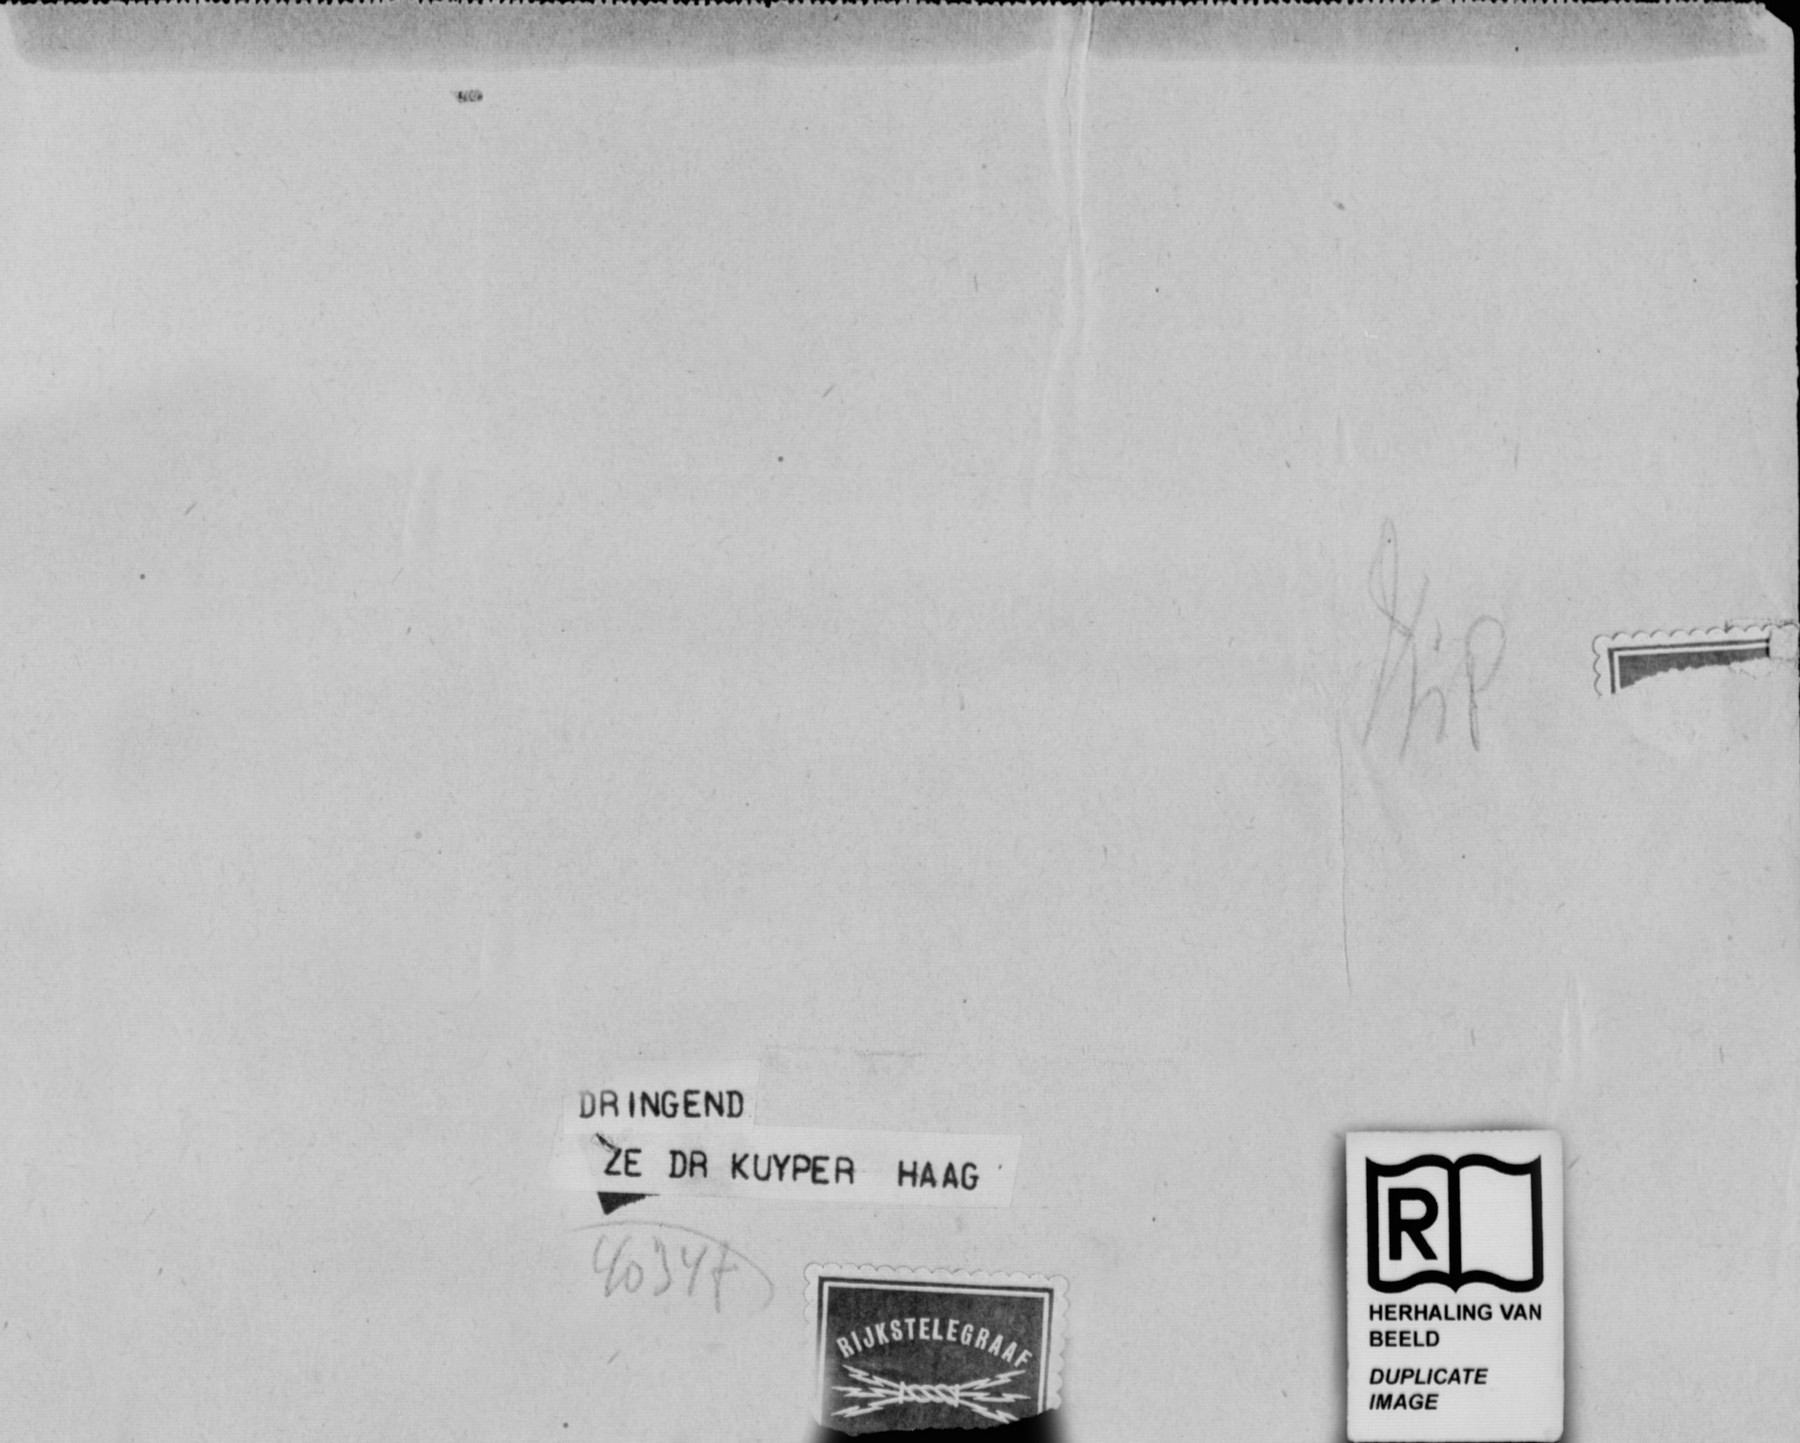 DRINGEND
ZE DR KUYPER HAAG
40347
RIJKSTELEGRAAF
R
HERHALING VAN
BEELD
DUPLICATE
IMAGE